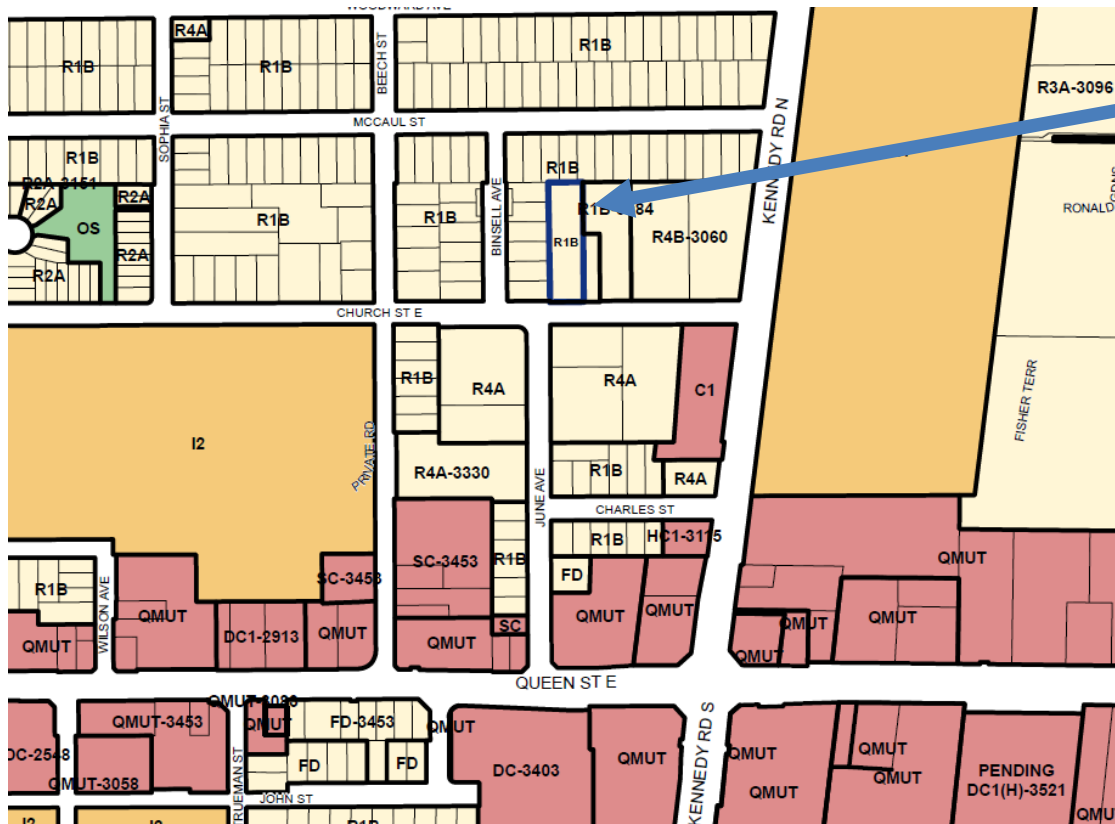 WOODWARD AVE
R4A
BEECH ST
R1B
R1B
R1B
R3A-3096
SOPHIA ST
MCCAUL ST
KENNEDY RD N
R1B
R1B
R2A-3151
R2A
R2A
OS
R1B
R1B
BINSELL AVE
R1B
R4B-3060
RONALD
GDNS
R2A
R2A
CHURCH ST E
R1B
R4A
R4A
C1
FISHER TERR
I2
PRIVATE RD
R4A-3330
JUNE AVE
R1B
R4A
CHARLES ST
SC-3453
R1B
R1B
HC1-3115
QMUT
R1B
WILSON AVE
SC-3453
FD
QMUT
DC1-2913
QMUT
QMUT
QMUT
SC
QMUT
QMUT
QMUT
QMUT
QMUT
QMUT
QUEEN ST E
QMUT-3453
QMUT
FD-3453
QMUT
DC-2548
QMUT-3058
TRUEMAN ST
FD
FD
JOHN ST
DC-3403
QMUT
KENNEDY RD S
QMUT
QMUT
QMUT
QMUT
PENDING
DC1(H)-3521
QMU
I2
I2
R1B